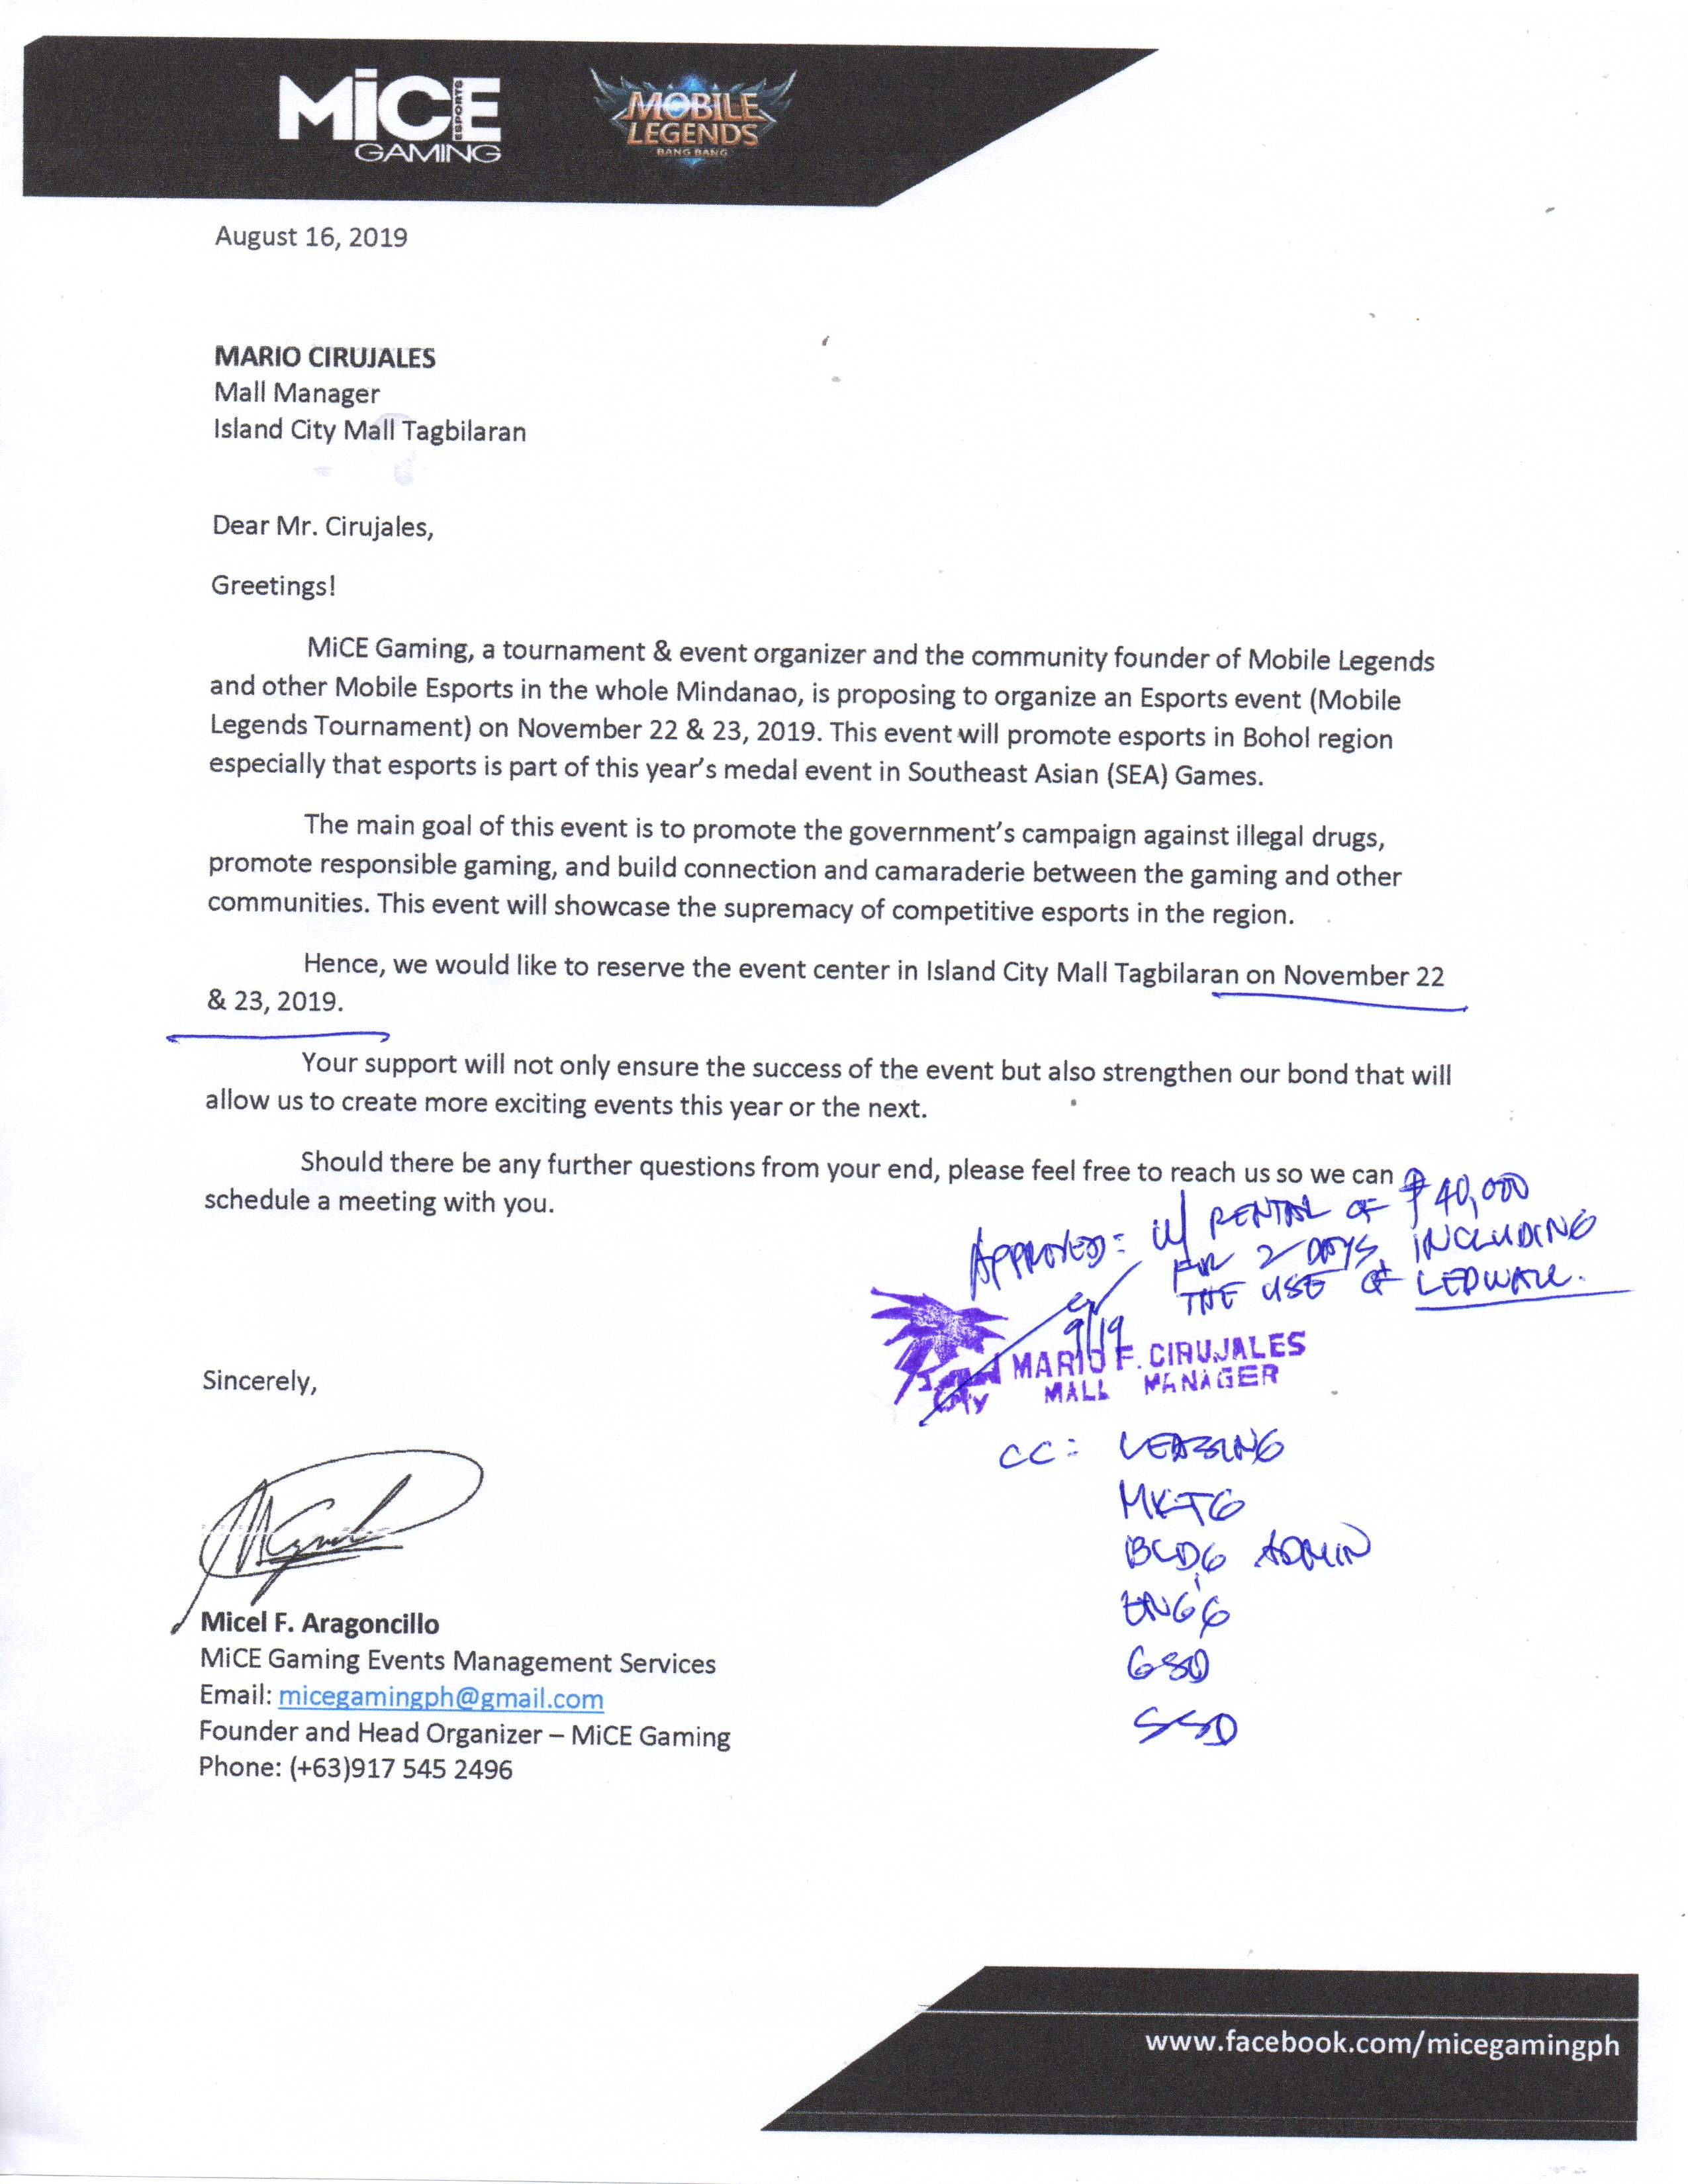 MiCE ESPORTS
GAMING
MOBILE
LEGENDS
BANG BANG
August 16, 2019
MARIO CIRUJALES
Mall Manager
Island City Mall Tagbilaran
Dear Mr. Cirujales,
Greetings!
MiCE Gaming, a tournament & event organizer and the community founder of Mobile Legends
and other Mobile Esports in the whole Mindanao, is proposing to organize an Esports event (Mobile
Legends Tournament) on November 22 & 23, 2019. This event will promote esports in Bohol region
especially that esports is part of this year's medal event in Southeast Asian (SEA) Games.
The main goal of this event is to promote the government's campaign against illegal drugs,
promote responsible gaming, and build connection and camaraderie between the gaming and other
communities. This event will showcase the supremacy of competitive esports in the region.
Hence, we would like to reserve the event center in Island City Mall Tagbilaran on November 22
& 23, 2019.
Your support will not only ensure the success of the event but also strengthen our bond that will
allow us to create more exciting events this year or the next.
Should there be any further questions from your end, please feel free to reach us so we can
schedule a meeting with you.
APPROVED: W/ RENTAL OF ₱40,000
FOR 2 DAYS INCLUDING
THE USE OF LEDWALL.
9/19
MARIO F. CIRUJALES
MALL MANAGER
City
CC: LEASING
MKTG
BLDG ADMIN
ENG'G
GSD
SSD
Sincerely,
Micel F. Aragoncillo
MiCE Gaming Events Management Services
Email: micegamingph@gmail.com
Founder and Head Organizer – MiCE Gaming
Phone: (+63)917 545 2496
www.facebook.com/micegamingph